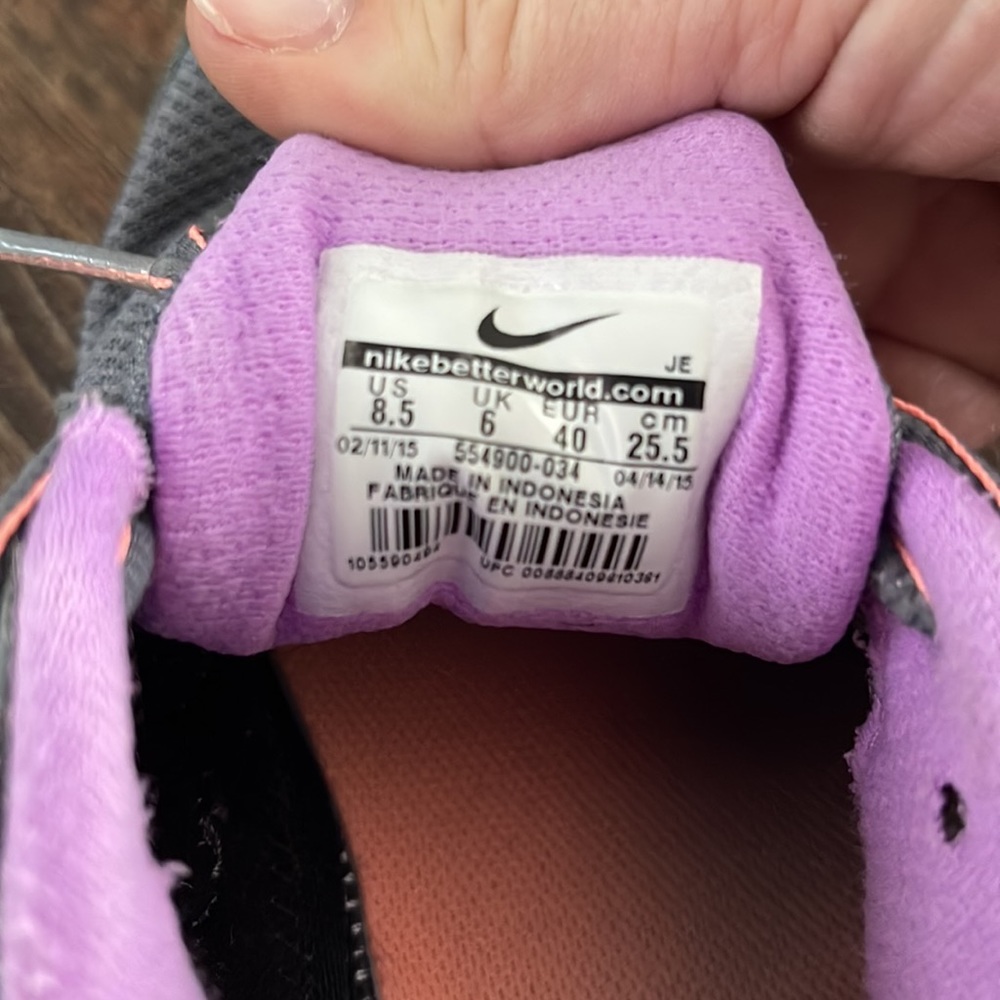 JE
nikebetterworld.com
US UK EUR cm
8.5 6 40 25.5
02/11/15 554900-034 04/14/15
MADE IN INDONESIA
FABRIQUE EN INDONESIE
UPC